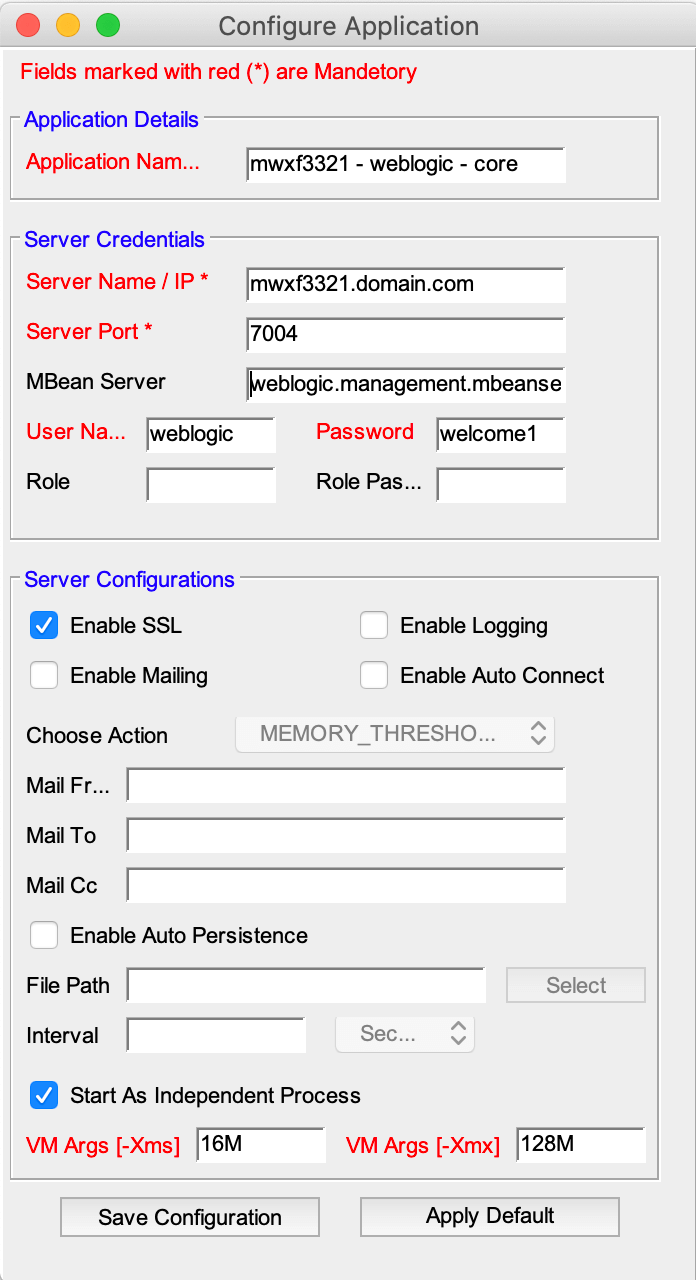 Configure Application
Fields marked with red (*) are Mandetory
Application Details
Application Nam... mwxf3321 - weblogic - core
Server Credentials
Server Name / IP * mwxf3321.domain.com
Server Port * 7004
MBean Server weblogic.management.mbeanse
User Na... weblogic Password welcome1
Role Role Pas...
Server Configurations
Enable SSL Enable Logging
Enable Mailing Enable Auto Connect
Choose Action MEMORY_THRESHO...
Mail Fr...
Mail To
Mail Cc
Enable Auto Persistence
File Path Select
Interval Sec...
Start As Independent Process
VM Args [-Xms] 16M VM Args [-Xmx] 128M
Save Configuration Apply Default